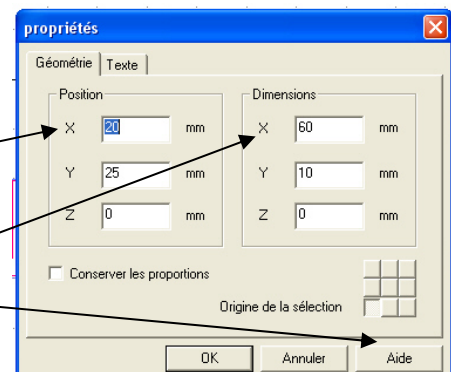 propriétés
Géométrie Texte
Position Dimensions
X 20 mm X 60 mm
Y 25 mm Y 10 mm
Z 0 mm Z 0 mm
Conserver les proportions
Origine de la sélection
OK Annuler Aide